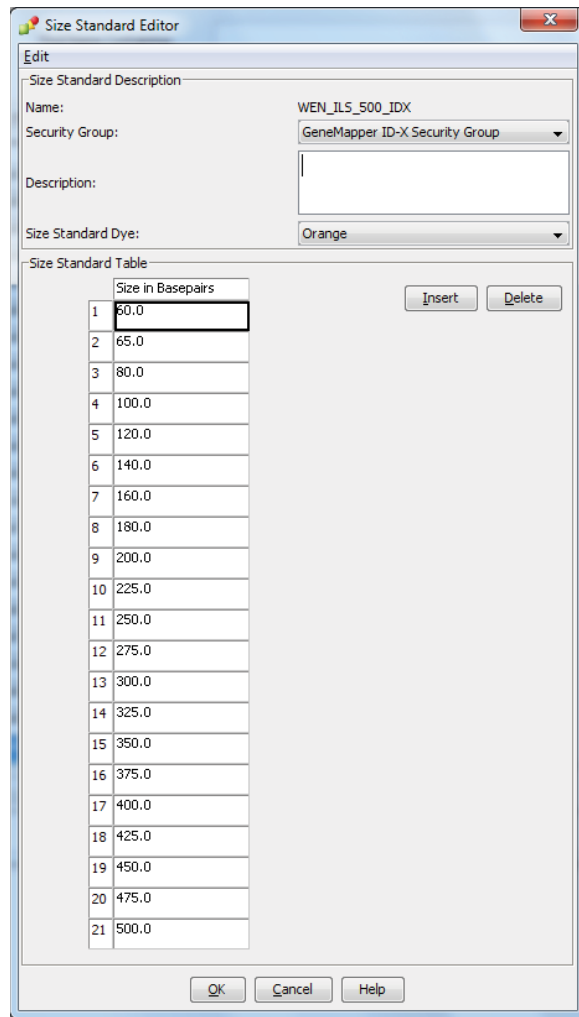 Size Standard Editor
Edit
Size Standard Description
Name: WEN_ILS_500_IDX
Security Group: GeneMapper ID-X Security Group
Description:
Size Standard Dye: Orange
Size Standard Table
Size in Basepairs
Insert Delete
1 60.0
2 65.0
3 80.0
4 100.0
5 120.0
6 140.0
7 160.0
8 180.0
9 200.0
10 225.0
11 250.0
12 275.0
13 300.0
14 325.0
15 350.0
16 375.0
17 400.0
18 425.0
19 450.0
20 475.0
21 500.0
OK Cancel Help